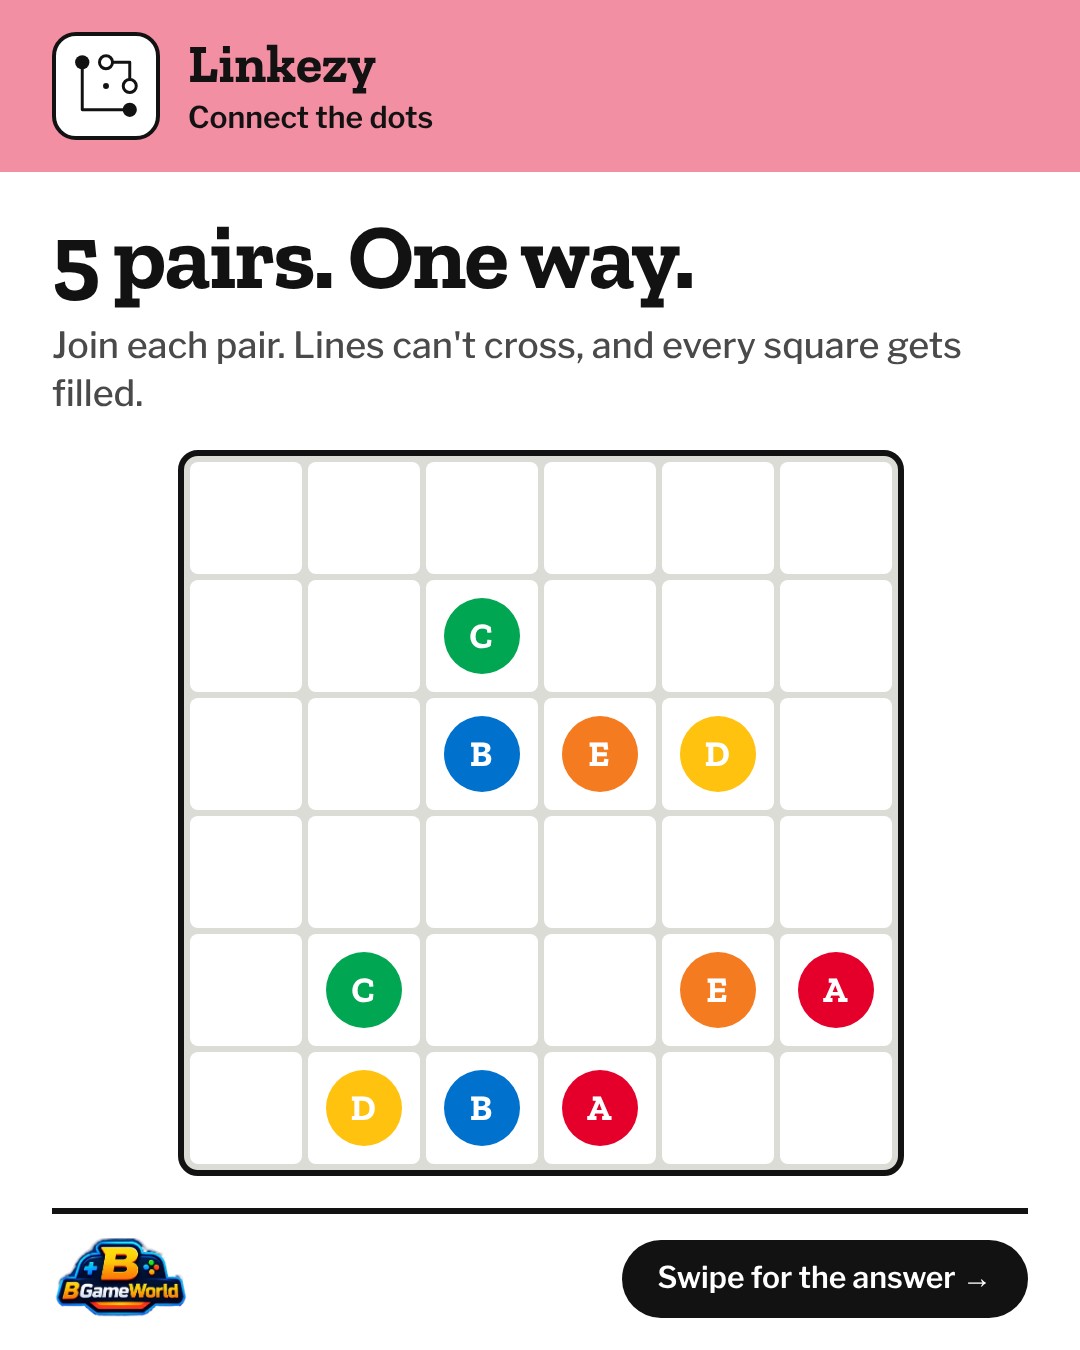 Linkezy
Connect the dots
5 pairs. One way.
Join each pair. Lines can't cross, and every square gets
filled.
C
B E D
C E A
D B A
B
BGameWorld
Swipe for the answer →